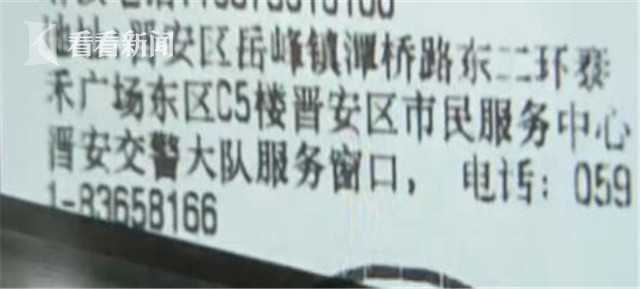 看看新闻
地址:晋安区岳峰镇潭桥路东二环泰
禾广场东区C5楼晋安区市民服务中心
晋安交警大队服务窗口，电话：059
1-83658166